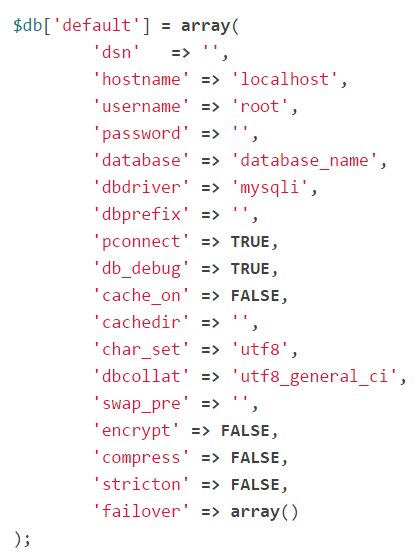 $db['default'] = array(
        'dsn'   => '',
        'hostname' => 'localhost',
        'username' => 'root',
        'password' => '',
        'database' => 'database_name',
        'dbdriver' => 'mysqli',
        'dbprefix' => '',
        'pconnect' => TRUE,
        'db_debug' => TRUE,
        'cache_on' => FALSE,
        'cachedir' => '',
        'char_set' => 'utf8',
        'dbcollat' => 'utf8_general_ci',
        'swap_pre' => '',
        'encrypt' => FALSE,
        'compress' => FALSE,
        'stricton' => FALSE,
        'failover' => array()
);